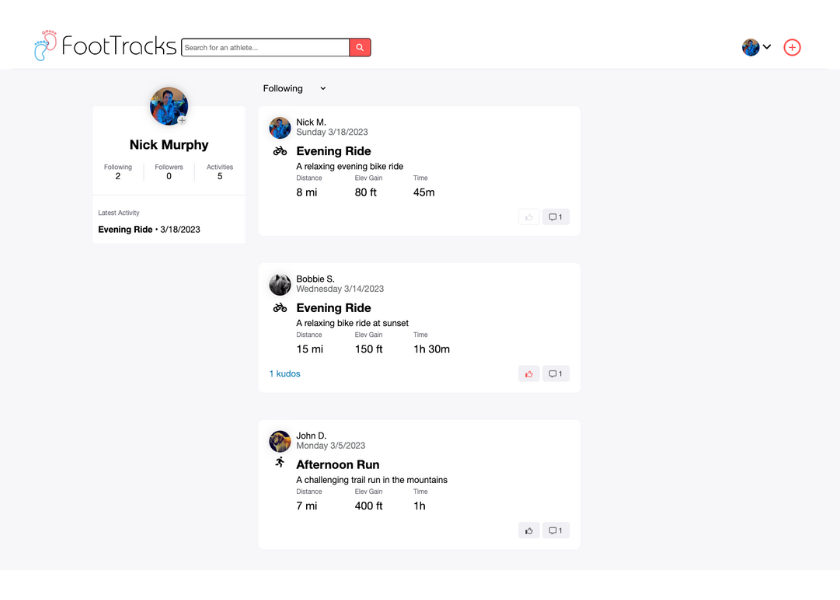 FootTracks
Search for an athlete...
Following
Nick Murphy
Following Followers Activities
2 0 5
Latest Activity
Evening Ride • 3/18/2023
Nick M.
Sunday 3/18/2023
Evening Ride
A relaxing evening bike ride
Distance Elev Gain Time
8 mi 80 ft 45m
1
Bobbie S.
Wednesday 3/14/2023
Evening Ride
A relaxing bike ride at sunset
Distance Elev Gain Time
15 mi 150 ft 1h 30m
1 kudos 1
John D.
Monday 3/5/2023
Afternoon Run
A challenging trail run in the mountains
Distance Elev Gain Time
7 mi 400 ft 1h
1